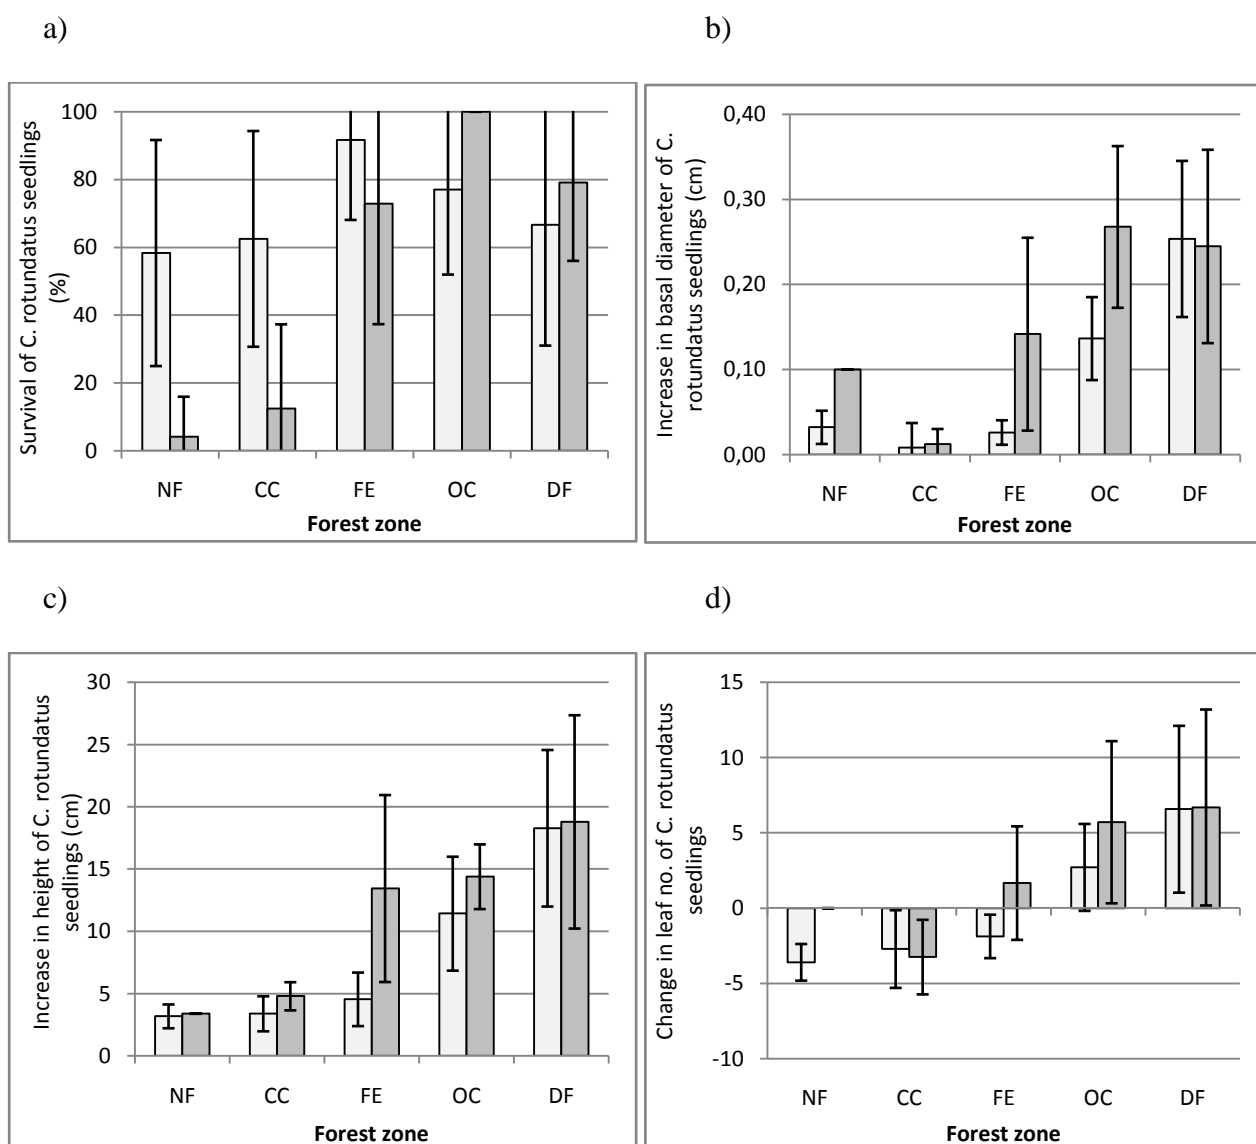 a)
b)
Survival of C. rotundatus seedlings
(%)
100
80
60
40
20
0
NF CC FE OC DF
Forest zone
Increase in basal diameter of C.
rotundatus seedlings (cm)
0,40
0,30
0,20
0,10
0,00
NF CC FE OC DF
Forest zone
c)
d)
Increase in height of C. rotundatus
seedlings (cm)
30
25
20
15
10
5
0
NF CC FE OC DF
Forest zone
Change in leaf no. of C. rotundatus
seedlings
15
10
5
0
-5
-10
NF CC FE OC DF
Forest zone